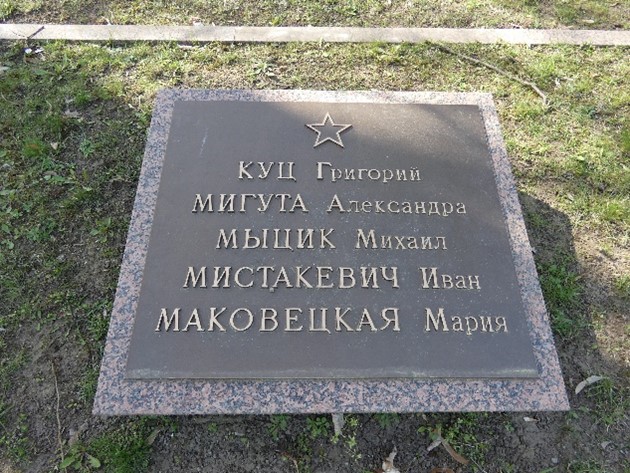 КУЦ Григорий
МИГУТА Александра
МЫЦИК Михаил
МИСТАКЕВИЧ Иван
МАКОВЕЦКАЯ Мария